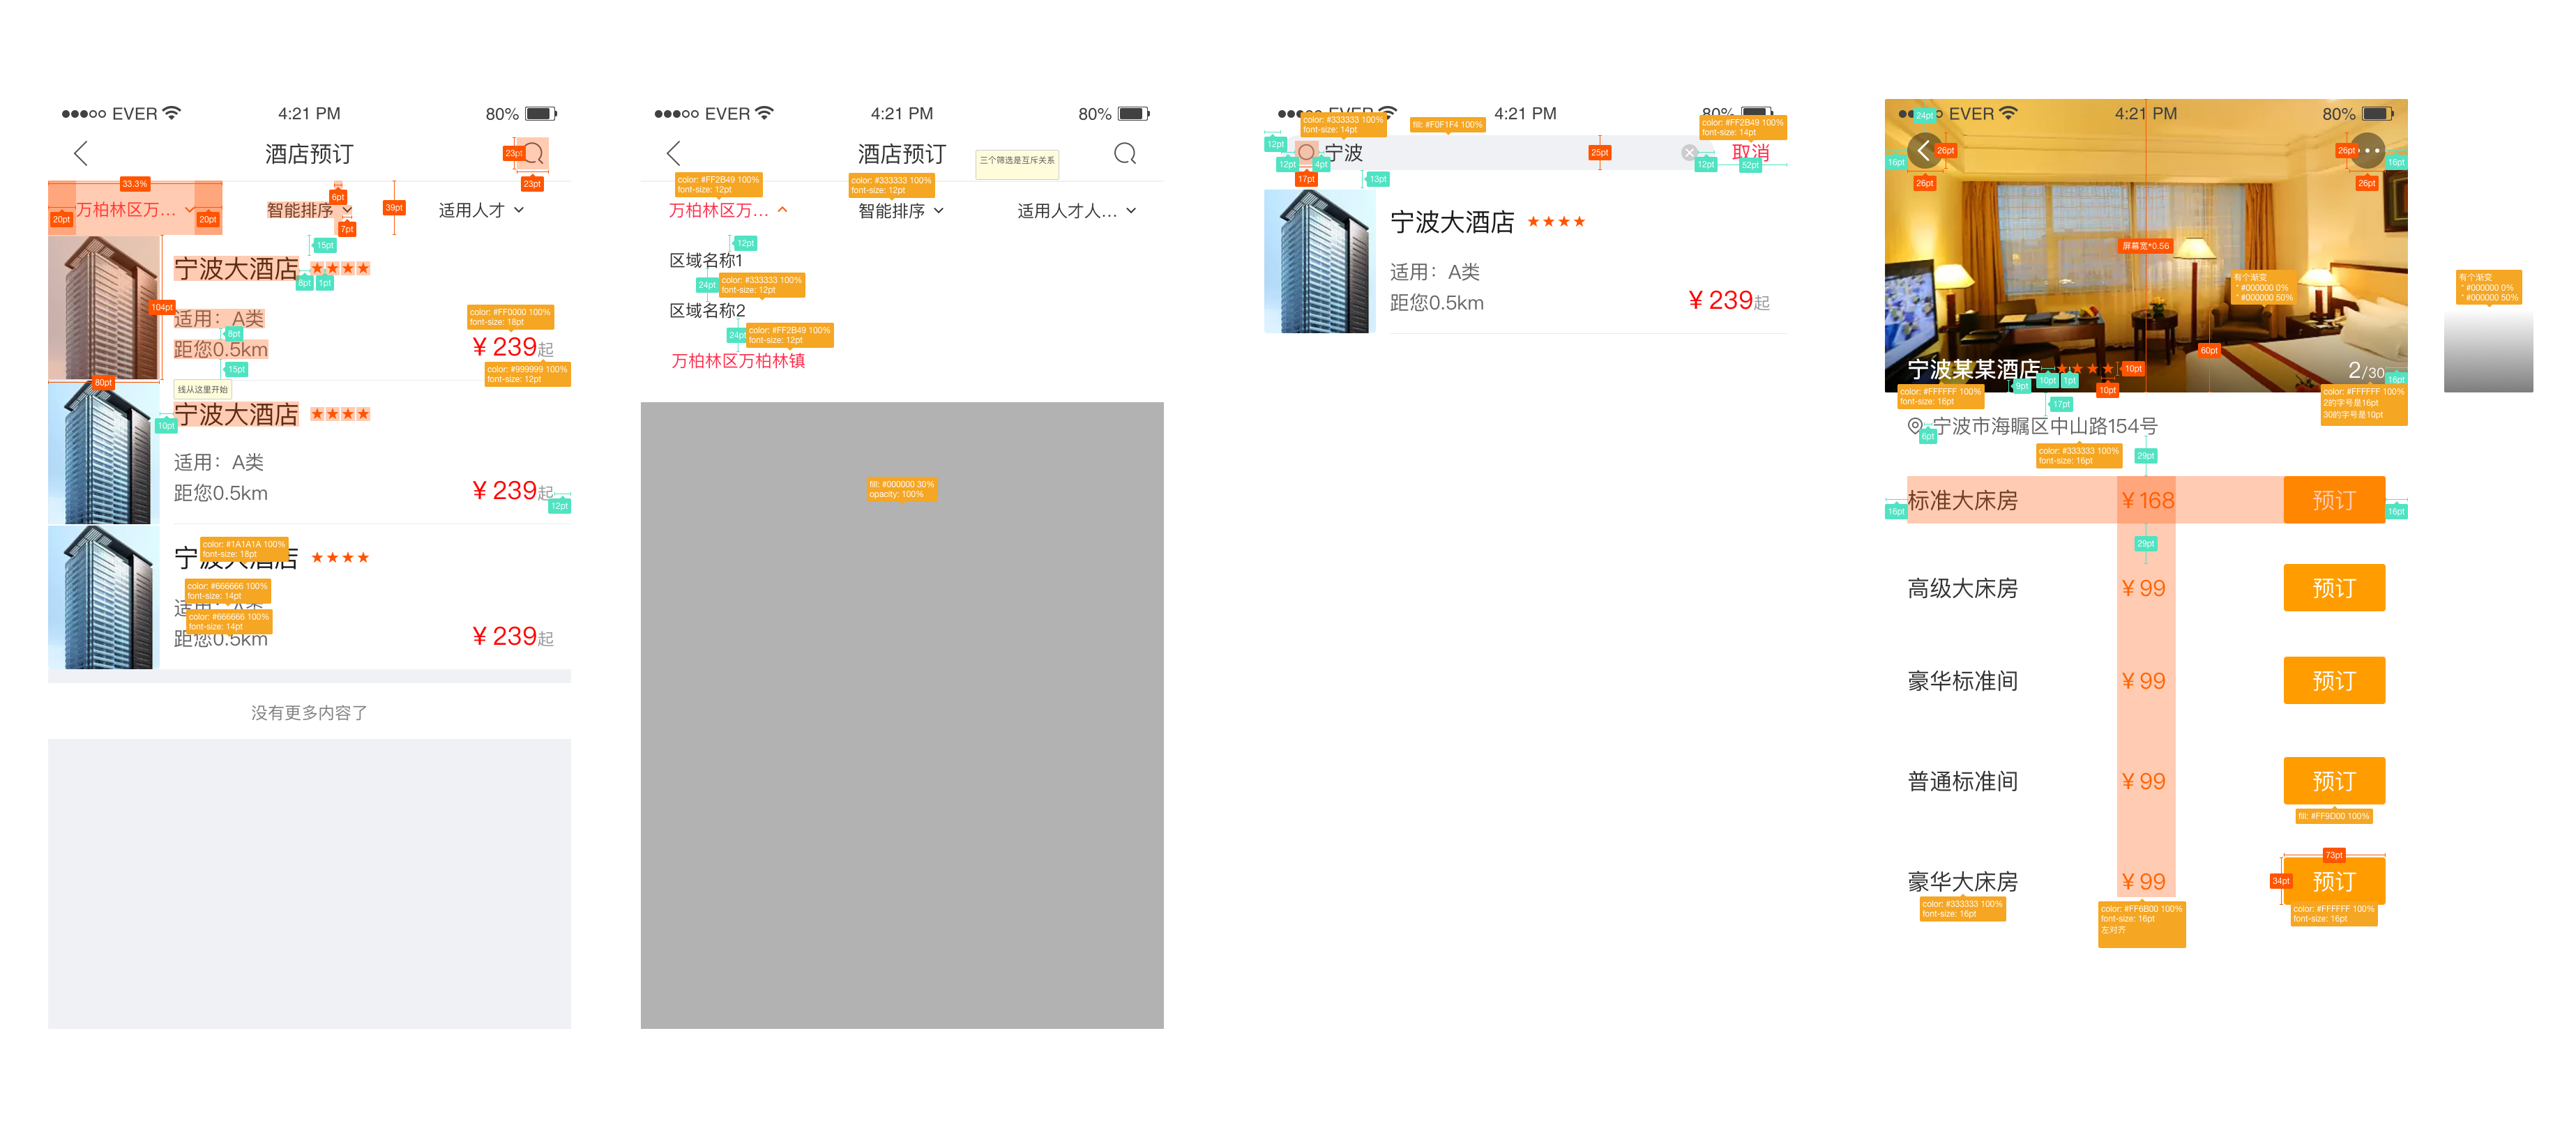 EVER 4:21 PM 80%
酒店预订
23pt
23pt
33.3%
20pt 万柏林区万... 20pt
智能排序
6pt
7pt
39pt
适用人才
15pt
宁波大酒店
8pt 1pt
104pt
适用：A类
8pt
距您0.5km
15pt
color: #FF0000 100%
font-size: 18pt
¥ 239起
color: #999999 100%
font-size: 12pt
80pt
线从这里开始
10pt
宁波大酒店
适用：A类
距您0.5km
¥ 239起
12pt
宁波大酒店
color: #1A1A1A 100%
font-size: 18pt
color: #666666 100%
font-size: 14pt
适用：A类
color: #666666 100%
font-size: 14pt
距您0.5km
¥ 239起
没有更多内容了
EVER 4:21 PM 80%
酒店预订
三个筛选是互斥关系
color: #FF2B49 100%
font-size: 12pt
color: #333333 100%
font-size: 12pt
万柏林区万...
智能排序
适用人才人...
12pt
区域名称1
color: #333333 100%
font-size: 12pt
24pt
区域名称2
color: #FF2B49 100%
font-size: 12pt
24pt
万柏林区万柏林镇
fill: #000000 30%
opacity: 100%
EVER 4:21 PM 80%
color: #333333 100%
font-size: 14pt
fill: #F0F1F4 100%
color: #FF2B49 100%
font-size: 14pt
12pt
宁波
25pt
取消
12pt 4pt
12pt 52pt
17pt
13pt
宁波大酒店
适用：A类
距您0.5km
¥ 239起
EVER 4:21 PM 80%
24pt
16pt
26pt
26pt
26pt
16pt
26pt
屏幕宽*0.56
有个渐变
* #000000 0%
* #000000 50%
60pt
宁波某某酒店
10pt
10pt 1pt
10pt
9pt
2/30
16pt
color: #FFFFFF 100%
font-size: 16pt
color: #FFFFFF 100%
2的字号是16pt
30的字号是10pt
17pt
宁波市海曯区中山路154号
6pt
color: #333333 100%
font-size: 16pt
29pt
16pt
标准大床房 ¥ 168 预订
16pt
29pt
高级大床房 ¥ 99 预订
豪华标准间 ¥ 99 预订
普通标准间 ¥ 99 预订
fill: #FF9D00 100%
73pt
34pt
豪华大床房 ¥ 99 预订
color: #333333 100%
font-size: 16pt
color: #FF6B00 100%
font-size: 16pt
左对齐
color: #FFFFFF 100%
font-size: 16pt
有个渐变
* #000000 0%
* #000000 50%